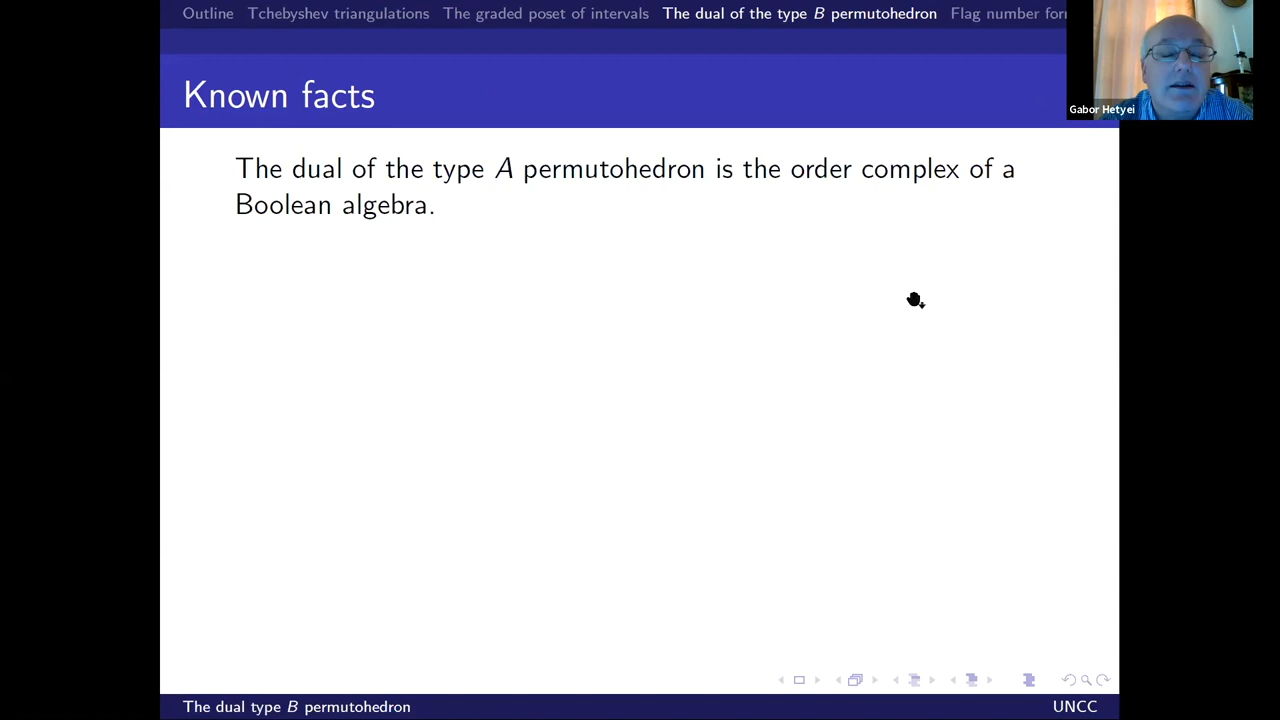 Outline Tchebyshev triangulations The graded poset of intervals The dual of the type B permutohedron Flag number for
Gabor Hetyei
Known facts
The dual of the type A permutohedron is the order complex of a
Boolean algebra.
The dual type B permutohedron UNCC